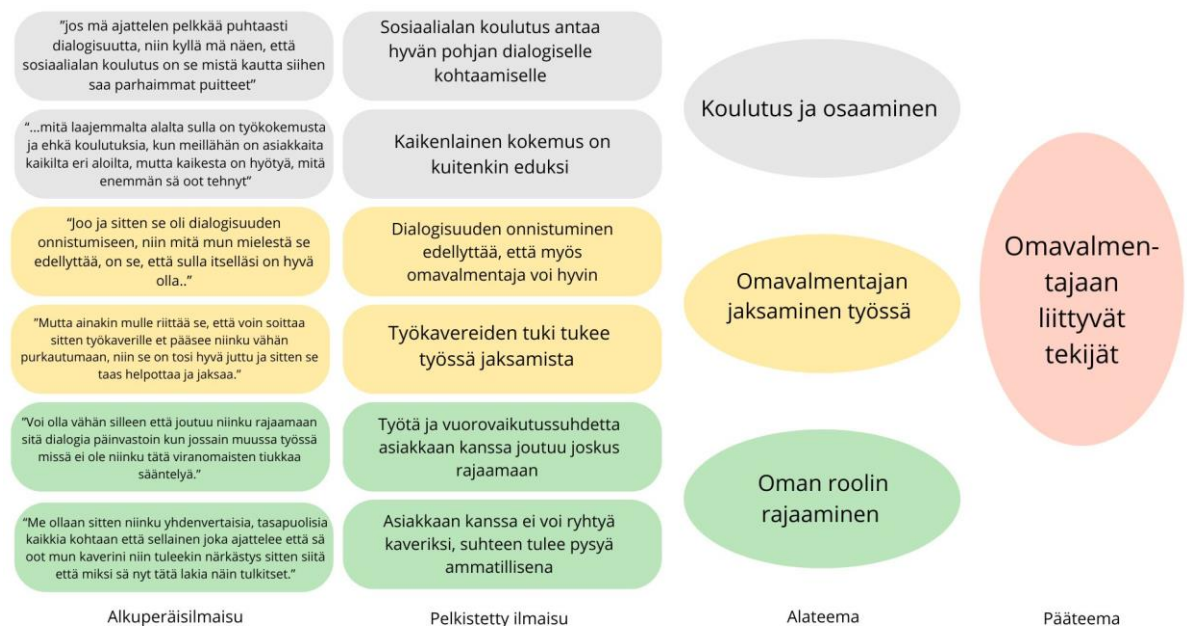 "jos mä ajattelen pelkkää puhtaasti
dialogisuutta, niin kyllä mä näen, että
sosiaalialan koulutus on se mistä kautta siihen
saa parhaimmat puitteet"
Sosiaalialan koulutus antaa
hyvän pohjan dialogiselle
kohtaamiselle
"...mitä laajemmalta alalta sulla on työkokemusta
ja ehkä koulutuksia, kun meillähän on asiakkaita
kaikilta eri aloilta, mutta kaikesta on hyötyä, mitä
enemmän sä oot tehnyt"
Kaikenlainen kokemus on
kuitenkin eduksi
Koulutus ja osaaminen
"Joo ja sitten se oli dialogisuuden
onnistumiseen, niin mitä mun mielestä se
edellyttää, on se, että sulla itselläsi on hyvä
olla.."
Dialogisuuden onnistuminen
edellyttää, että myös
omavalmentaja voi hyvin
"Mutta ainakin mulle riittää se, että voin soittaa
sitten työkaverille et pääsee niinku vähän
purkautumaan, niin se on tosi hyvä juttu ja sitten se
taas helpottaa ja jaksaa."
Työkavereiden tuki tukee
työssä jaksamista
Omavalmentajan
jaksaminen työssä
"Voi olla vähän silleen että joutuu niinku rajaamaan
sitä dialogia päinvastoin kun jossain muussa työssä
missä ei ole niinku tätä viranomaisten tiukkaa
sääntelyä."
Työtä ja vuorovaikutussuhdetta
asiakkaan kanssa joutuu joskus
rajaamaan
"Me ollaan sitten niinku yhdenvertaisia, tasapuolisia
kaikkia kohtaan että sellainen joka ajattelee että sä
oot mun kaverini niin tuleekin närkästys sitten siitä
että miksi sä nyt tätä lakia näin tulkitset."
Asiakkaan kanssa ei voi ryhtyä
kaveriksi, suhteen tulee pysyä
ammatillisena
Oman roolin
rajaaminen
Omavalmen-
tajaan
liittyvät
tekijät
Alkuperäisilmaisu
Pelkistetty ilmaisu
Alateema
Pääteema